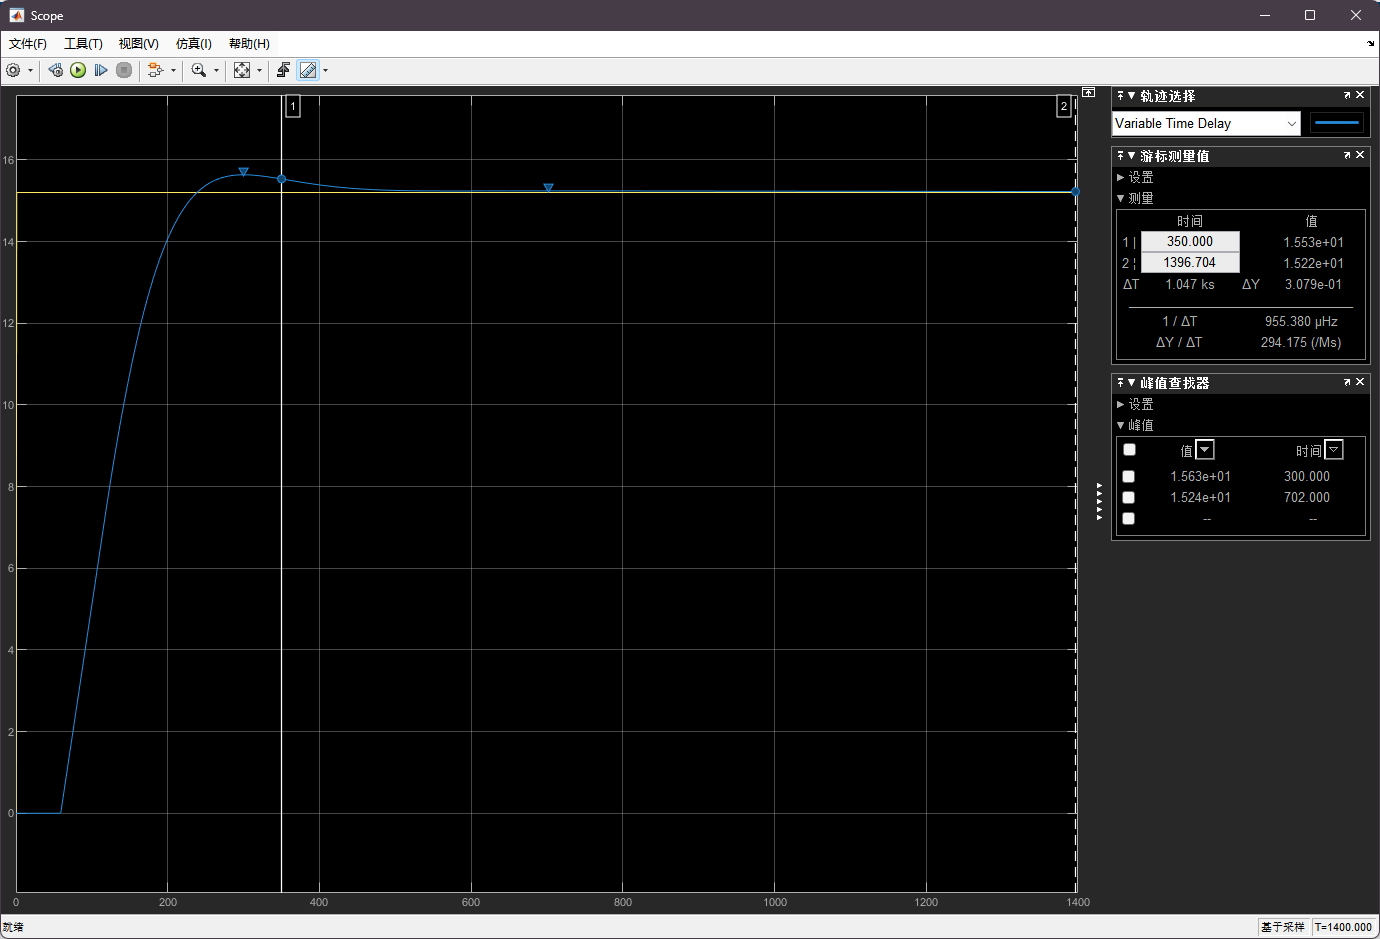 Scope
文件(F) 工具(T) 视图(V) 仿真(I) 帮助(H)
1
2
16
14
12
10
8
6
4
2
0
0 200 400 600 800 1000 1200 1400
轨迹选择
Variable Time Delay
游标测量值
设置
测量
时间 值
1 350.000 1.553e+01
2 1396.704 1.522e+01
ΔT 1.047 ks ΔY 3.079e-01
1 / ΔT 955.380 µHz
ΔY / ΔT 294.175 (/Ms)
峰值查找器
设置
峰值
值 时间
1.563e+01 300.000
1.524e+01 702.000
-- --
就绪
基于采样 T=1400.000